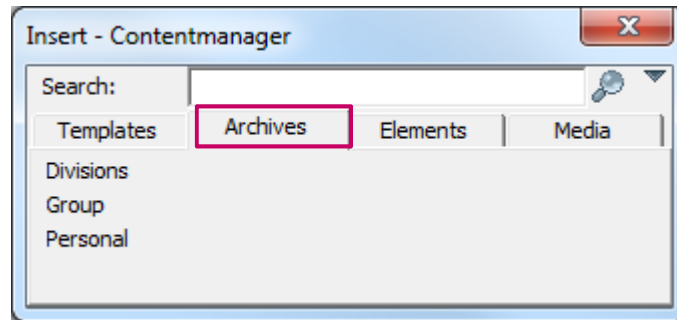 Insert - Contentmanager
Search:
Templates Archives Elements Media
Divisions
Group
Personal